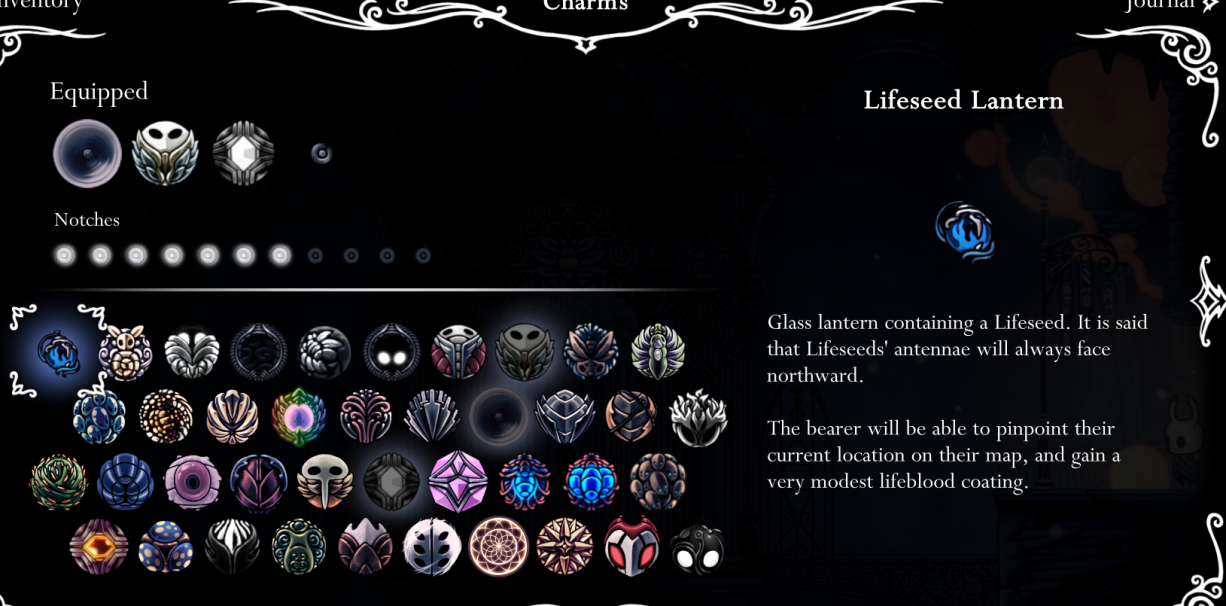 Inventory
Charms
Journal
Equipped
Lifeseed Lantern
Notches
Glass lantern containing a Lifeseed. It is said
that Lifeseeds' antennae will always face
northward.
The bearer will be able to pinpoint their
current location on their map, and gain a
very modest lifeblood coating.